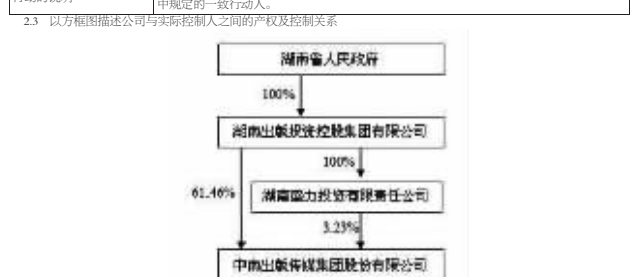 中规定的一致行动人。
2.3 以方框图描述公司与实际控制人之间的产权及控制关系
湖南省人民政府
100%
湖南出版投资控股集团有限公司
100%
61.46%
湖南盛力投资有限责任公司
3.23%
中南出版传媒集团股份有限公司